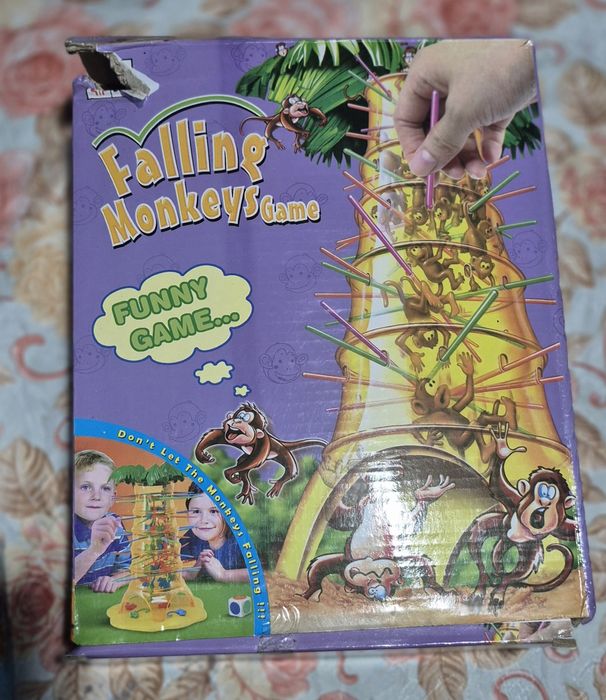 Falling
Monkeys Game
FUNNY
GAME...
Don't Let The Monkeys Falling!!!